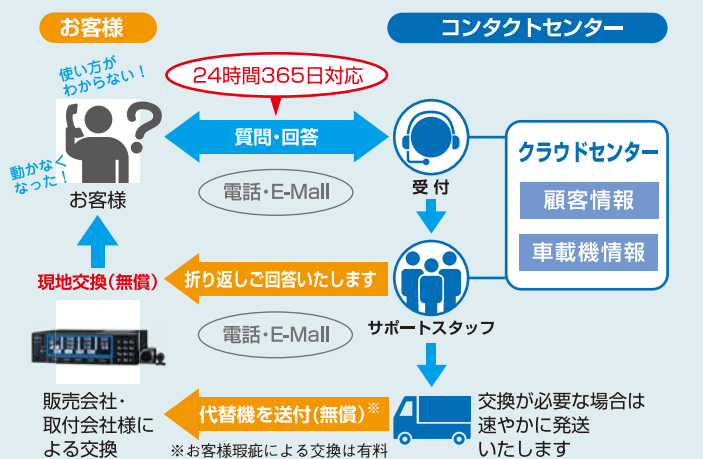 お客様
コンタクトセンター
使い方が
わからない！
24時間365日対応
質問・回答
動かなく
なった！
お客様
電話・E-Mall
受付
クラウドセンター
顧客情報
車載機情報
現地交換(無償)
折り返しご回答いたします
電話・E-Mall
サポートスタッフ
販売会社・
取付会社様に
よる交換
代替機を送付(無償)※
※お客様瑕疵による交換は有料
交換が必要な場合は
速やかに発送
いたします